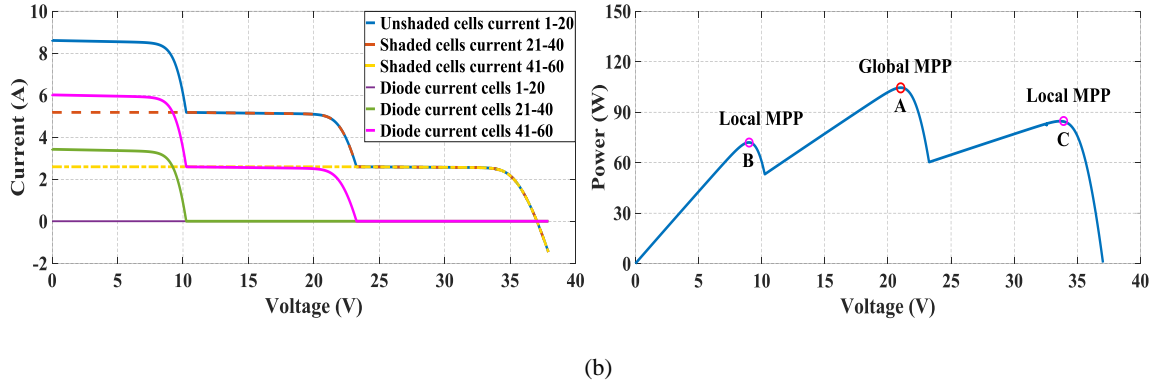 10
8
6
4
2
0
-2
Current (A)
0 5 10 15 20 25 30 35 40
Voltage (V)
Unshaded cells current 1-20
Shaded cells current 21-40
Shaded cells current 41-60
Diode current cells 1-20
Diode current cells 21-40
Diode current cells 41-60
150
120
90
60
30
0
Power (W)
Global MPP
A
Local MPP
B
Local MPP
C
0 5 10 15 20 25 30 35 40
Voltage (V)
(b)